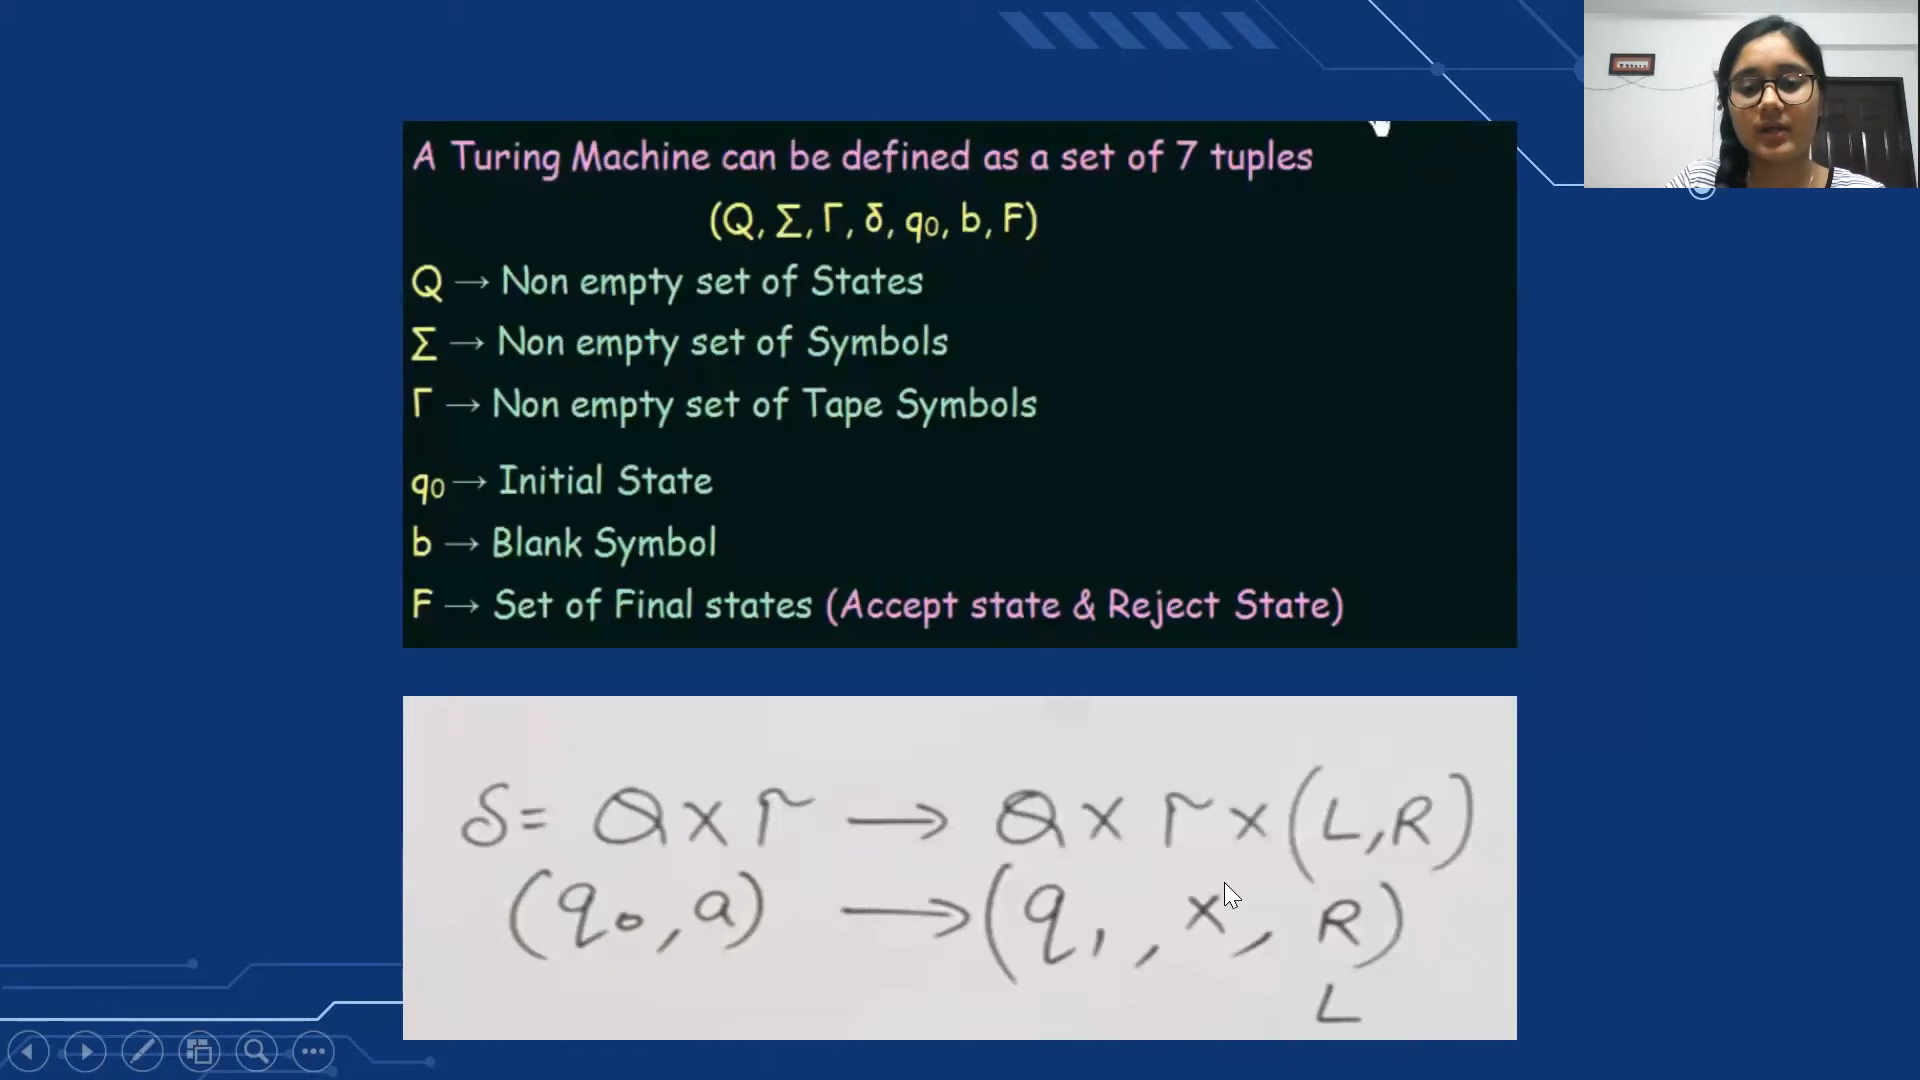 A Turing Machine can be defined as a set of 7 tuples
(Q, Σ, Γ, δ, q0, b, F)
Q → Non empty set of States
Σ → Non empty set of Symbols
Γ → Non empty set of Tape Symbols
q0 → Initial State
b → Blank Symbol
F → Set of Final states (Accept state & Reject State)
δ = Q x Γ → Q x Γ x (L, R)
(q0, a) → (q1, x, R)
L